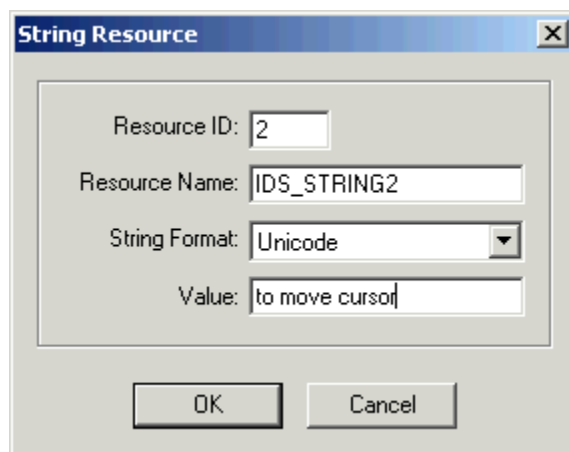 String Resource
Resource ID: 2
Resource Name: IDS_STRING2
String Format: Unicode
Value: to move cursor
OK Cancel